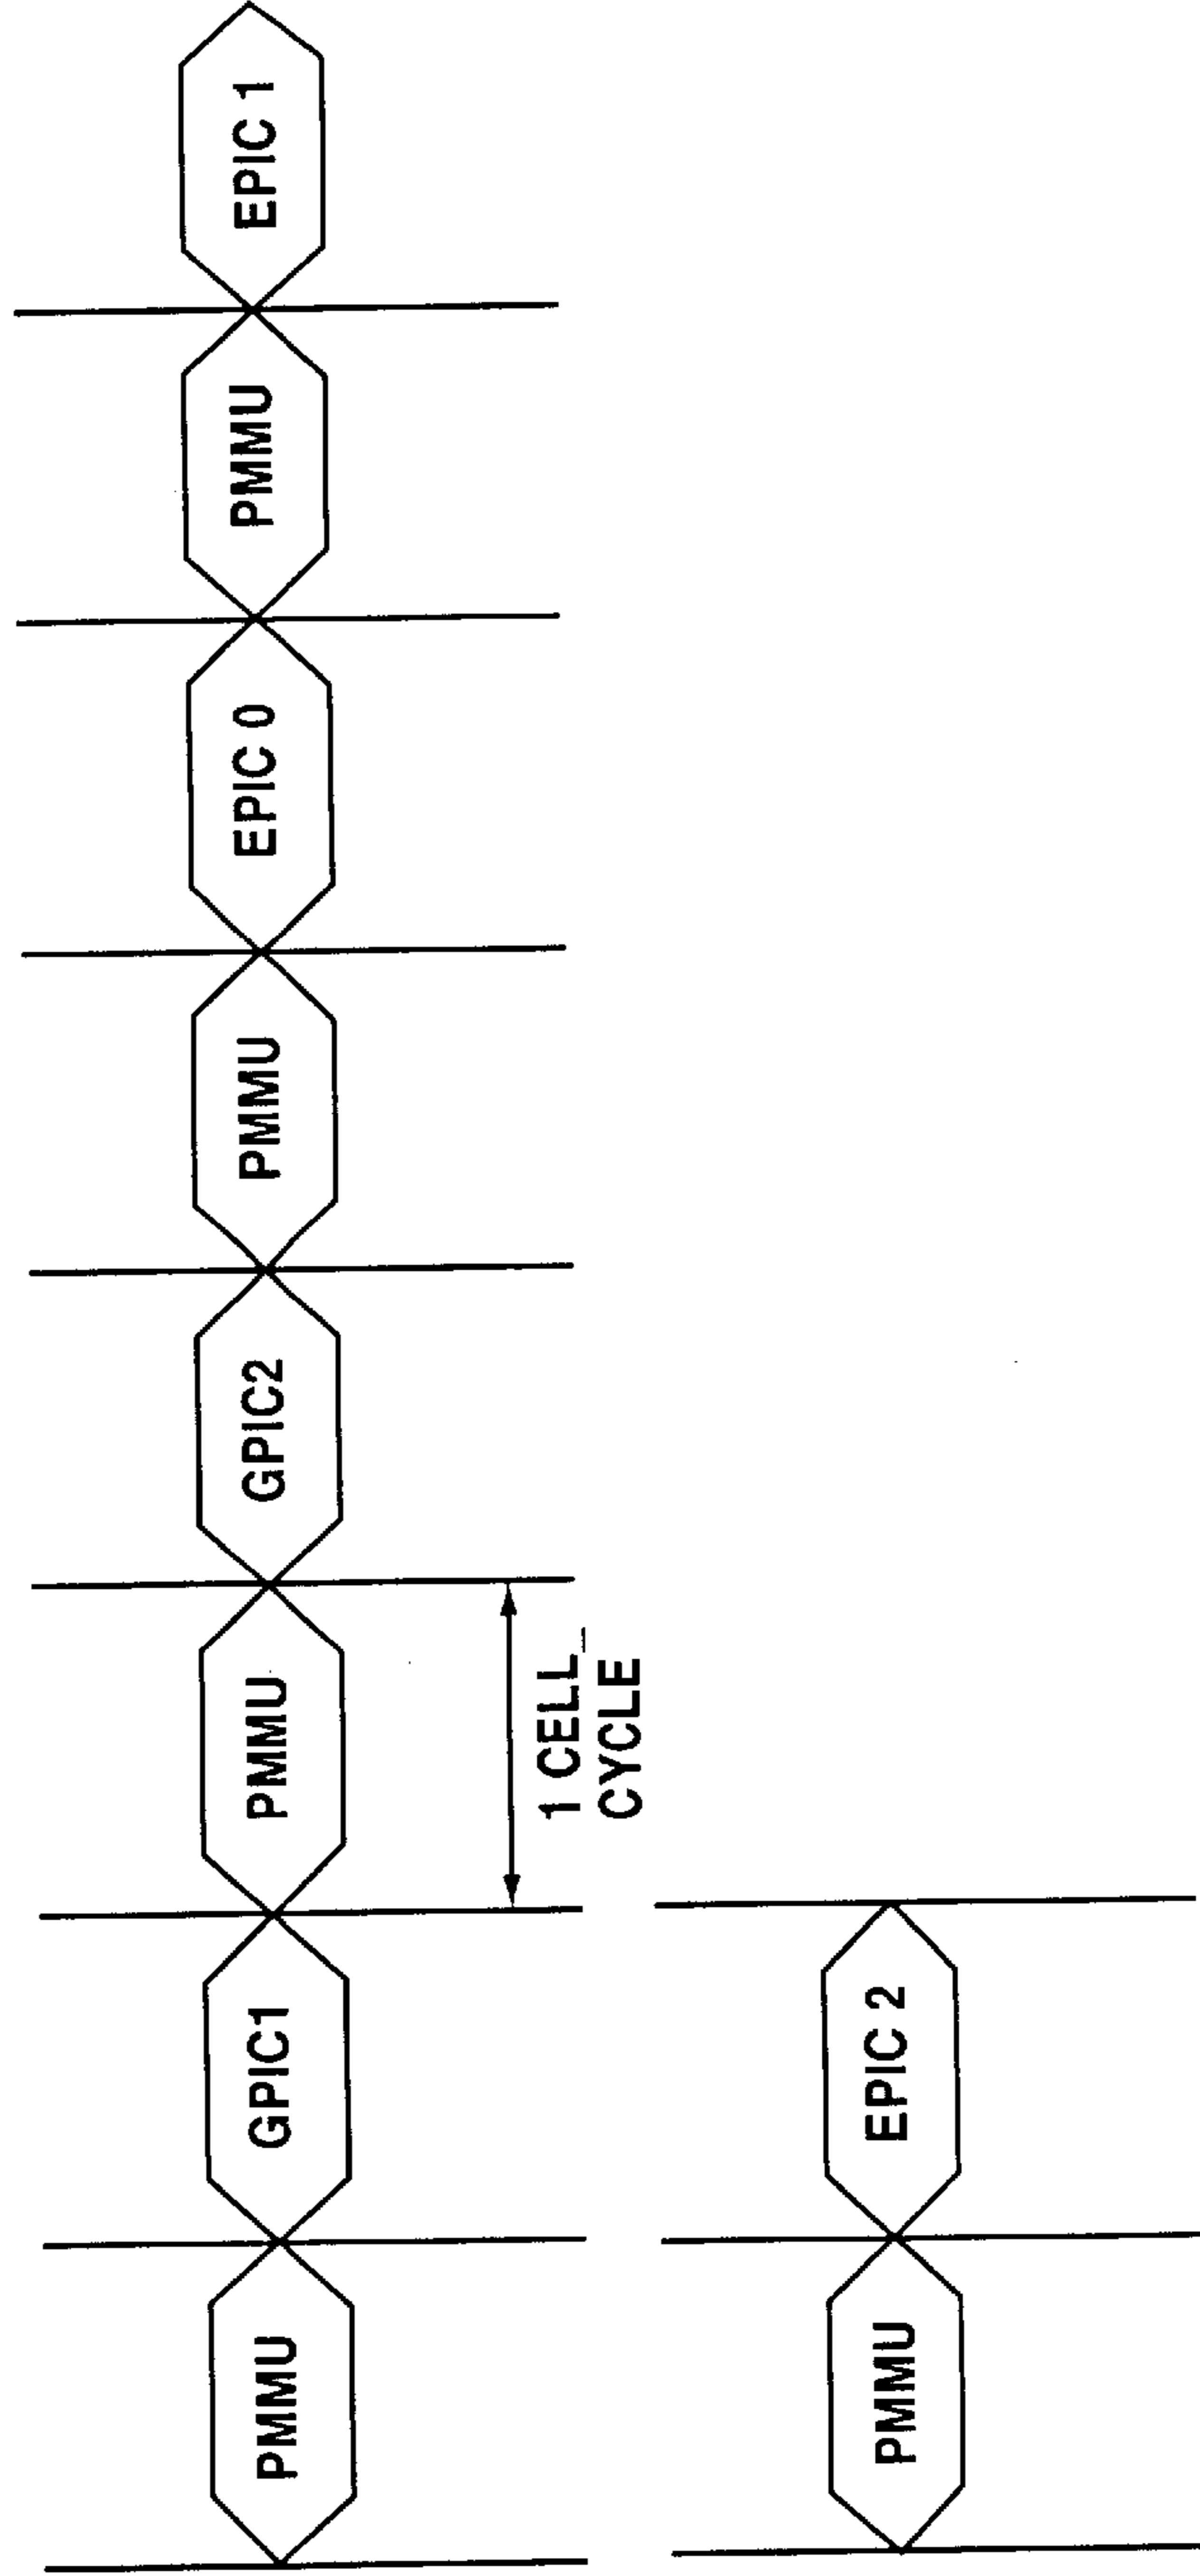 PMMU
GPIC1
PMMU
GPIC2
PMMU
EPIC 0
PMMU
EPIC 1
1 CELL
CYCLE
PMMU
EPIC 2